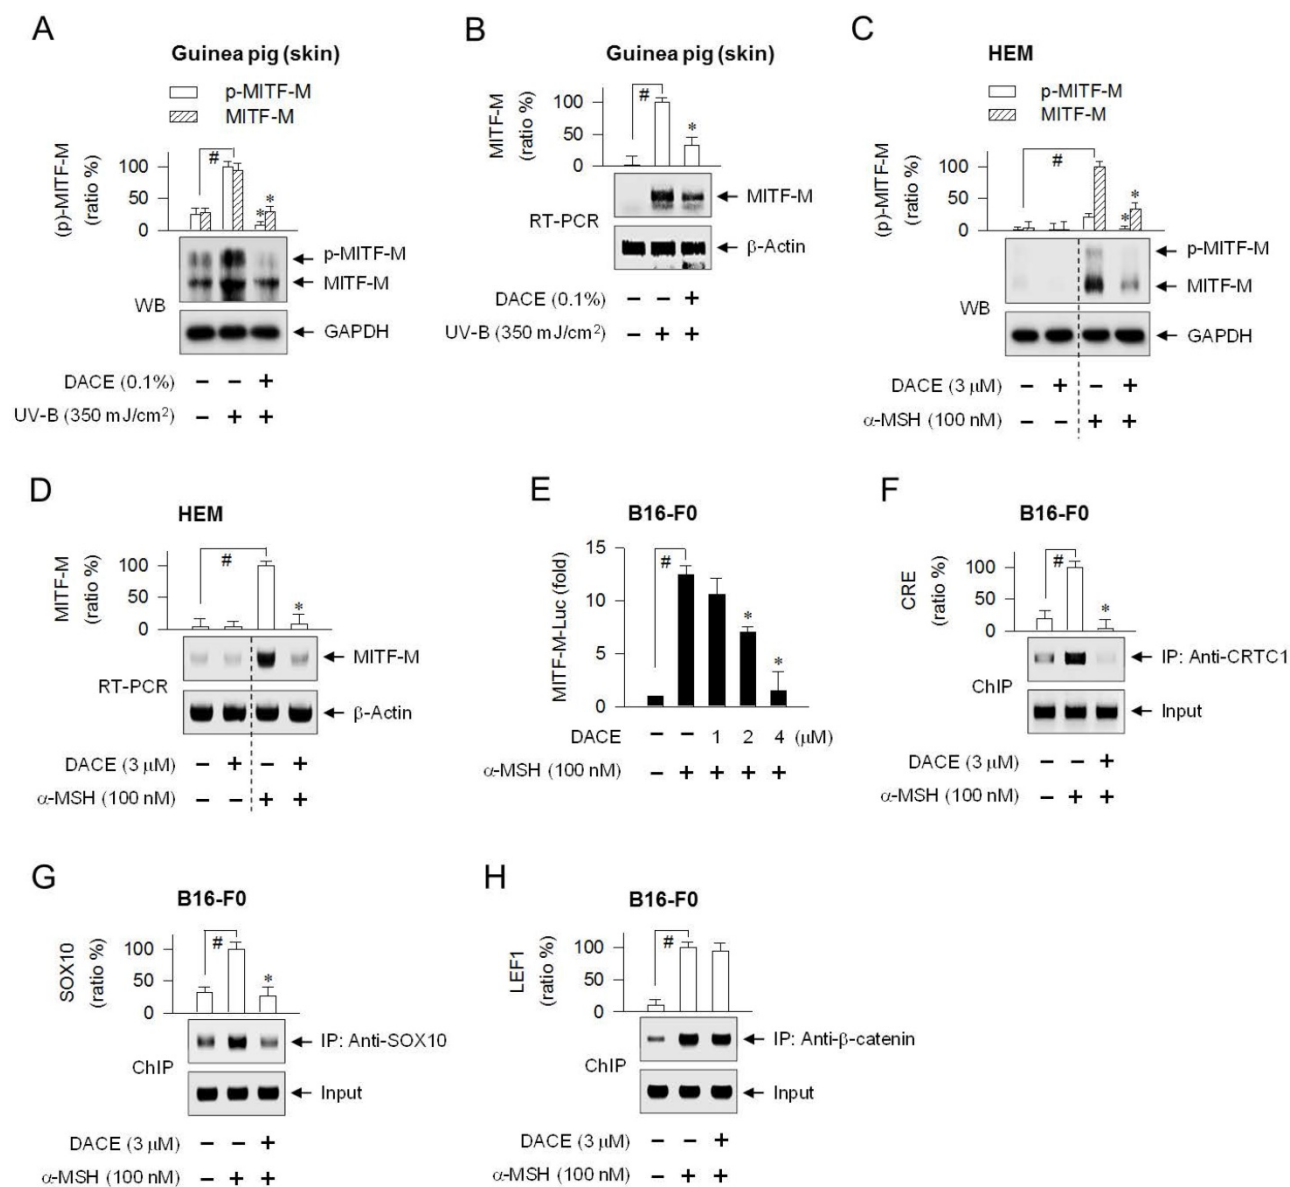 A
Guinea pig (skin)
p-MITF-M
MITF-M
#
(p)-MITF-M
(ratio %)
100
50
0
* *
p-MITF-M
MITF-M
WB
GAPDH
DACE (0.1%) – – +
UV-B (350 mJ/cm²) – + +
B
Guinea pig (skin)
MITF-M
(ratio %)
100
50
0
#
*
MITF-M
RT-PCR
β-Actin
DACE (0.1%) – – +
UV-B (350 mJ/cm²) – + +
C
HEM
p-MITF-M
MITF-M
#
(p)-MITF-M
(ratio %)
100
50
0
* *
p-MITF-M
MITF-M
WB
GAPDH
DACE (3 μM) – + – +
α-MSH (100 nM) – – + +
D
HEM
MITF-M
(ratio %)
100
50
0
#
*
MITF-M
RT-PCR
β-Actin
DACE (3 μM) – + – +
α-MSH (100 nM) – – + +
E
B16-F0
MITF-M-Luc (fold)
15
10
5
0
#
*
*
DACE – – 1 2 4 (μM)
α-MSH (100 nM) – + + + +
F
B16-F0
CRE
(ratio %)
100
50
0
#
*
IP: Anti-CRTC1
ChIP
Input
DACE (3 μM) – – +
α-MSH (100 nM) – + +
G
B16-F0
SOX10
(ratio %)
100
50
0
#
*
IP: Anti-SOX10
ChIP
Input
DACE (3 μM) – – +
α-MSH (100 nM) – + +
H
B16-F0
LEF1
(ratio %)
100
50
0
#
IP: Anti-β-catenin
ChIP
Input
DACE (3 μM) – – +
α-MSH (100 nM) – + +